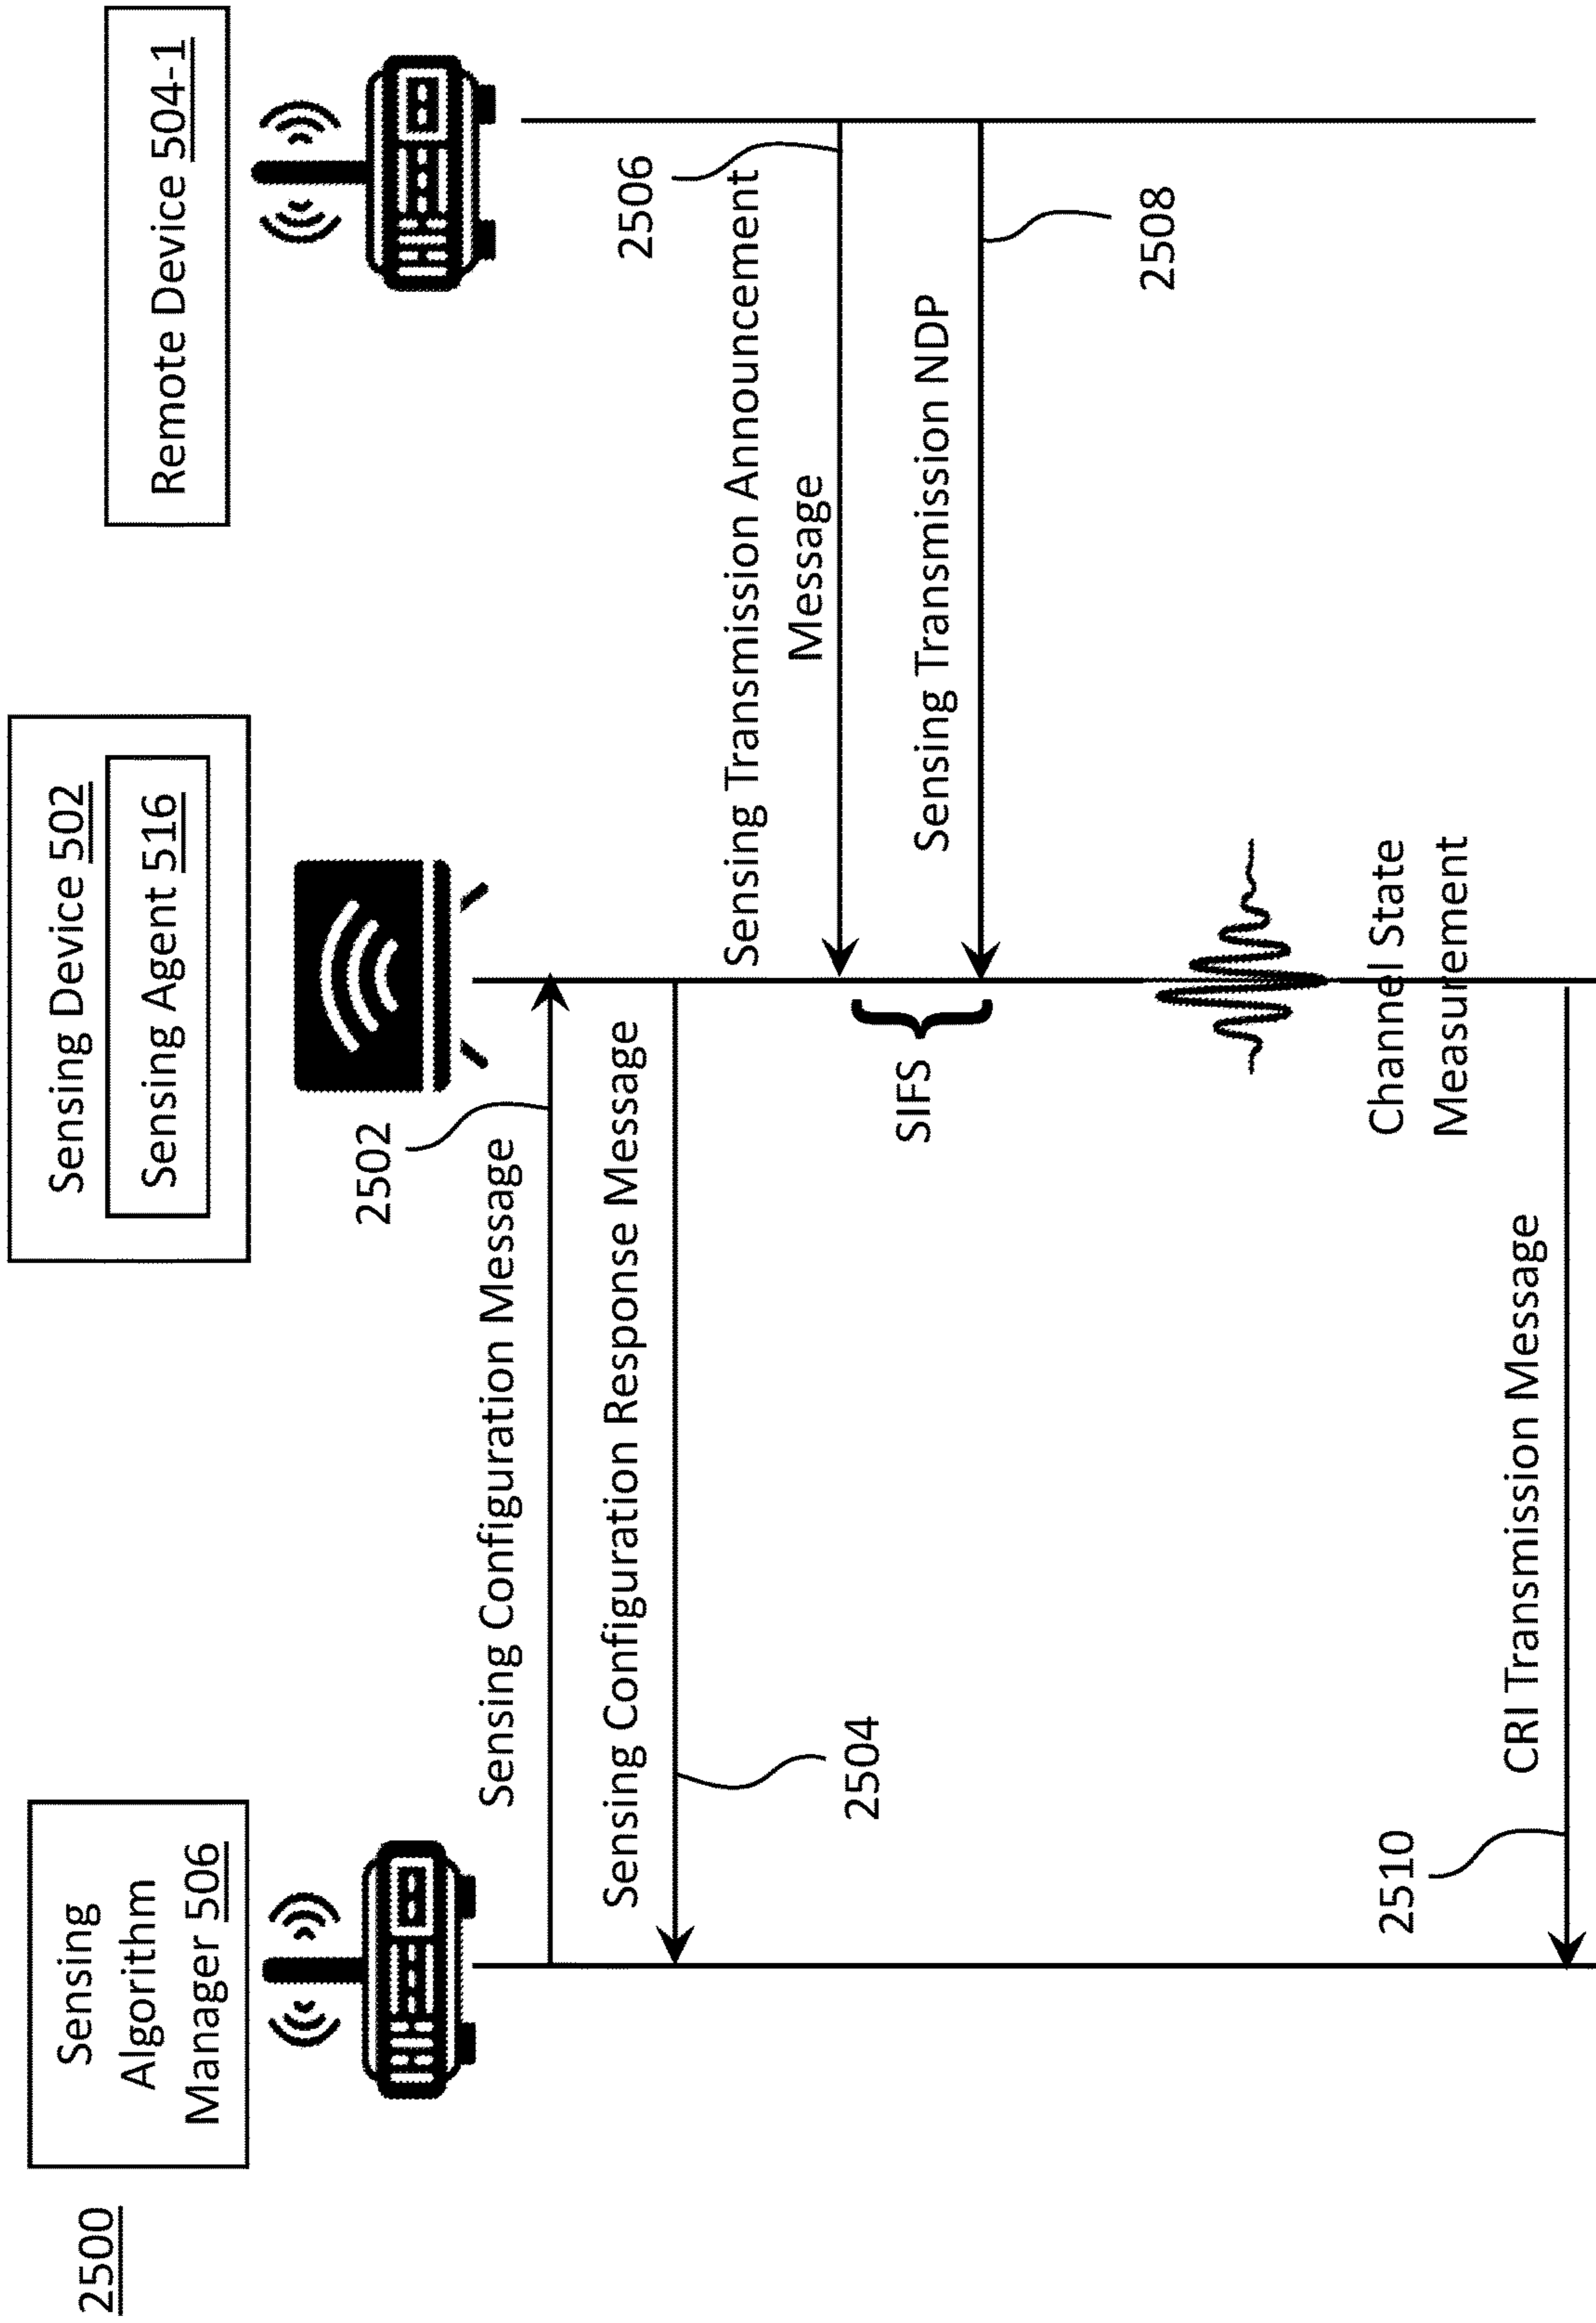 2500
Sensing
Algorithm
Manager 506
Sensing Device 502
Sensing Agent 516
Remote Device 504-1
2502
Sensing Configuration Message
Sensing Configuration Response Message
2504
2506
Sensing Transmission Announcement
Message
Sensing Transmission NDP
2508
SIFS
Channel State
Measurement
2510
CRI Transmission Message